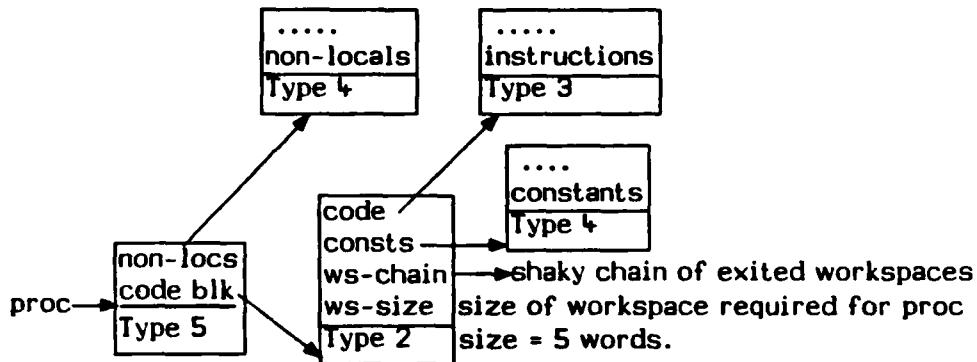 .....
non-locals
Type 4
.....
instructions
Type 3
....
constants
Type 4
code
consts
ws-chain
shaky chain of exited workspaces
ws-size
size of workspace required for proc
Type 2
size = 5 words.
proc
non-locs
code blk
Type 5